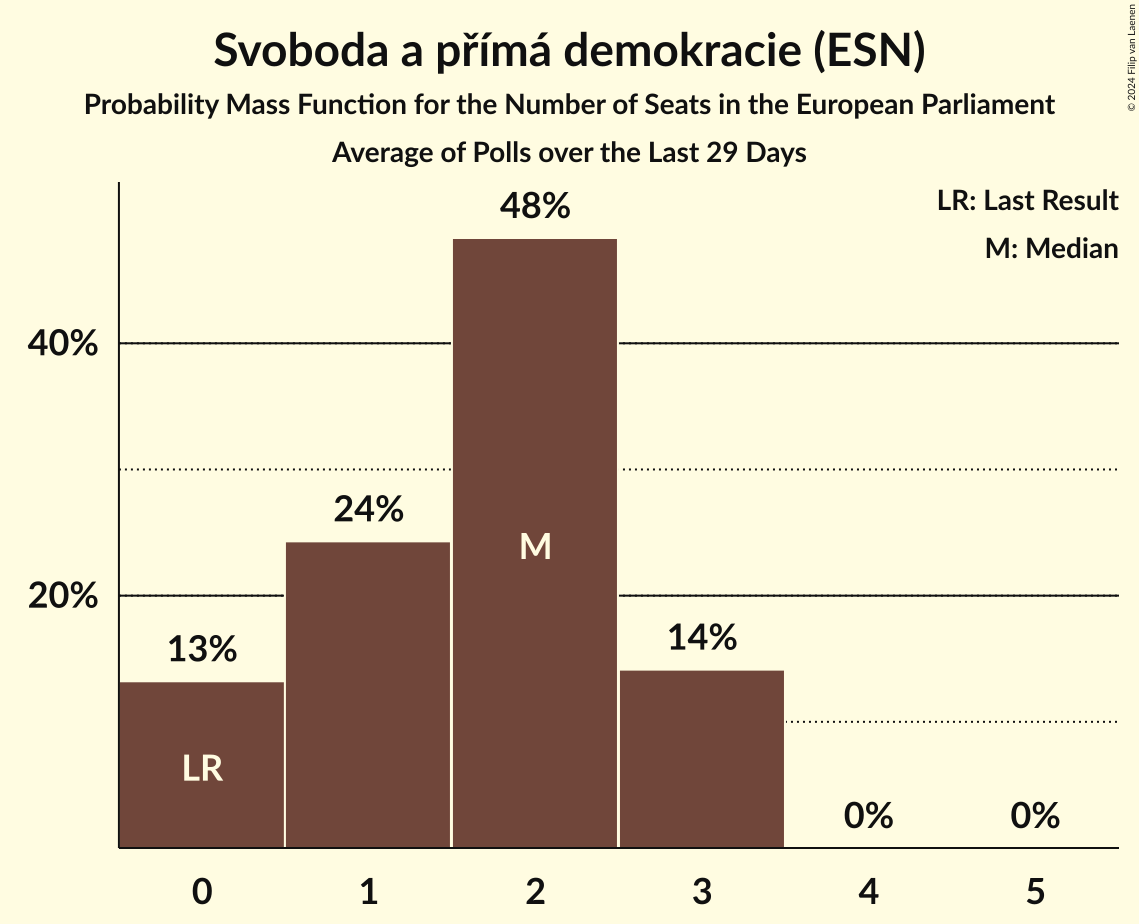 Svoboda a přímá demokracie (ESN)
Probability Mass Function for the Number of Seats in the European Parliament
Average of Polls over the Last 29 Days
© 2024 Filip van Laenen
LR: Last Result
M: Median
48%
40%
24%
M
20%
13%
14%
LR
0%
0%
0 1 2 3 4 5